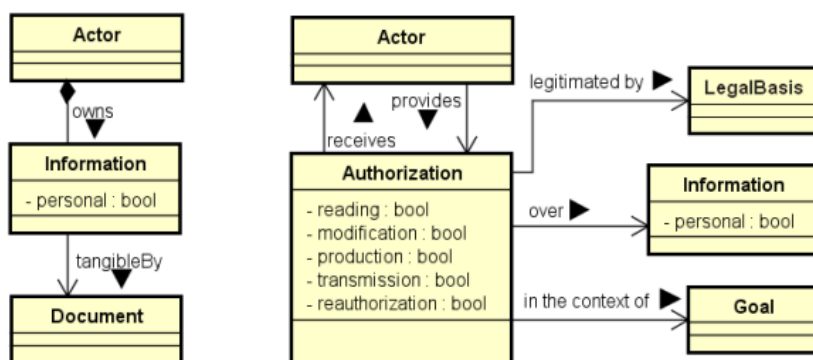 Actor
owns
Information
- personal : bool
tangibleBy
Document
Actor
provides
receives
Authorization
- reading : bool
- modification : bool
- production : bool
- transmission : bool
- reauthorization : bool
legitimated by
LegalBasis
over
Information
- personal : bool
in the context of
Goal